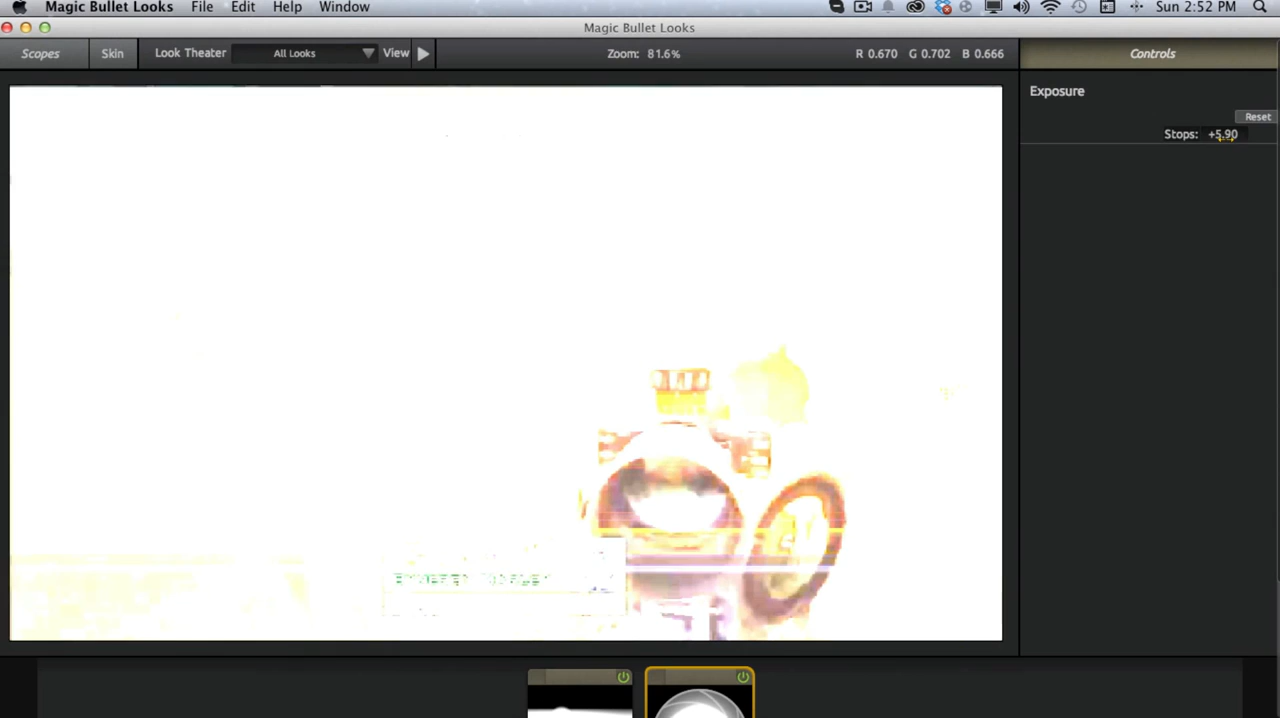 Magic Bullet Looks File Edit Help Window Sun 2:52 PM
Magic Bullet Looks
Scopes Skin Look Theater All Looks View Zoom: 81.6% R 0.670 G 0.702 B 0.666 Controls
Exposure
Reset
Stops: +5.90